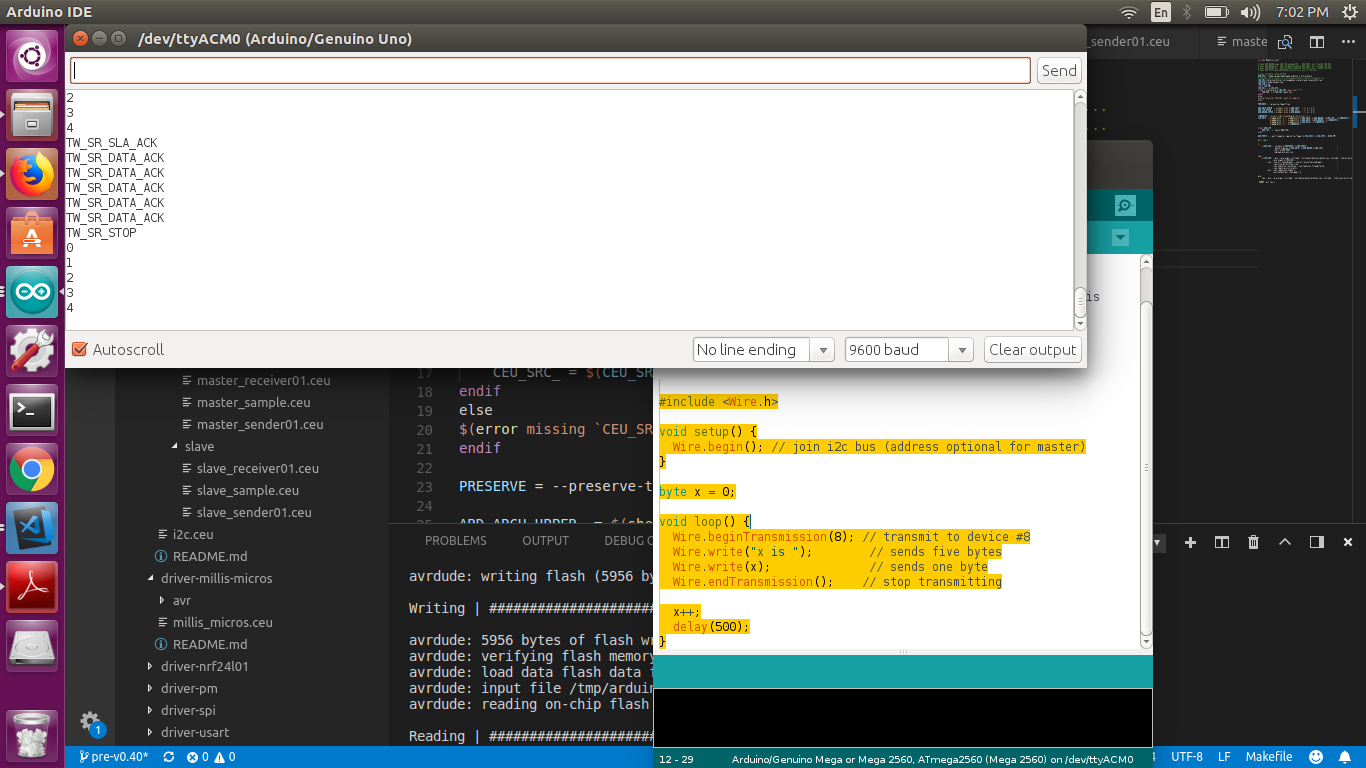 Arduino IDE
En
7:02 PM
/dev/ttyACM0 (Arduino/Genuino Uno)
_sender01.ceu
maste
Send
2
3
4
TW_SR_SLA_ACK
TW_SR_DATA_ACK
TW_SR_DATA_ACK
TW_SR_DATA_ACK
TW_SR_DATA_ACK
TW_SR_DATA_ACK
TW_SR_STOP
0
1
2
3
4
is
Autoscroll
No line ending
9600 baud
Clear output
master_receiver01.ceu
master_sample.ceu
master_sender01.ceu
slave
slave_receiver01.ceu
slave_sample.ceu
slave_sender01.ceu
i2c.ceu
README.md
driver-millis-micros
avr
millis_micros.ceu
README.md
driver-nrf24l01
driver-pm
driver-spi
driver-usart
17 CEU_SRC_ = $(CEU_SR
18 endif
19 else
20 $(error missing `CEU_SR
21 endif
22
23 PRESERVE = --preserve-t
24
#include <Wire.h>
void setup() {
Wire.begin(); // join i2c bus (address optional for master)
}
byte x = 0;
void loop() {
Wire.beginTransmission(8); // transmit to device #8
Wire.write("x is "); // sends five bytes
Wire.write(x); // sends one byte
Wire.endTransmission(); // stop transmitting
x++;
delay(500);
}
PROBLEMS
OUTPUT
DEBUG C
avrdude: writing flash (5956 by
Writing | ######################
avrdude: 5956 bytes of flash wr
avrdude: verifying flash memory
avrdude: load data flash data f
avrdude: input file /tmp/arduin
avrdude: reading on-chip flash
Reading | ######################
1
pre-v0.40*
0
0
12 - 29
Arduino/Genuino Mega or Mega 2560, ATmega2560 (Mega 2560) on /dev/ttyACM0
4
UTF-8
LF
Makefile